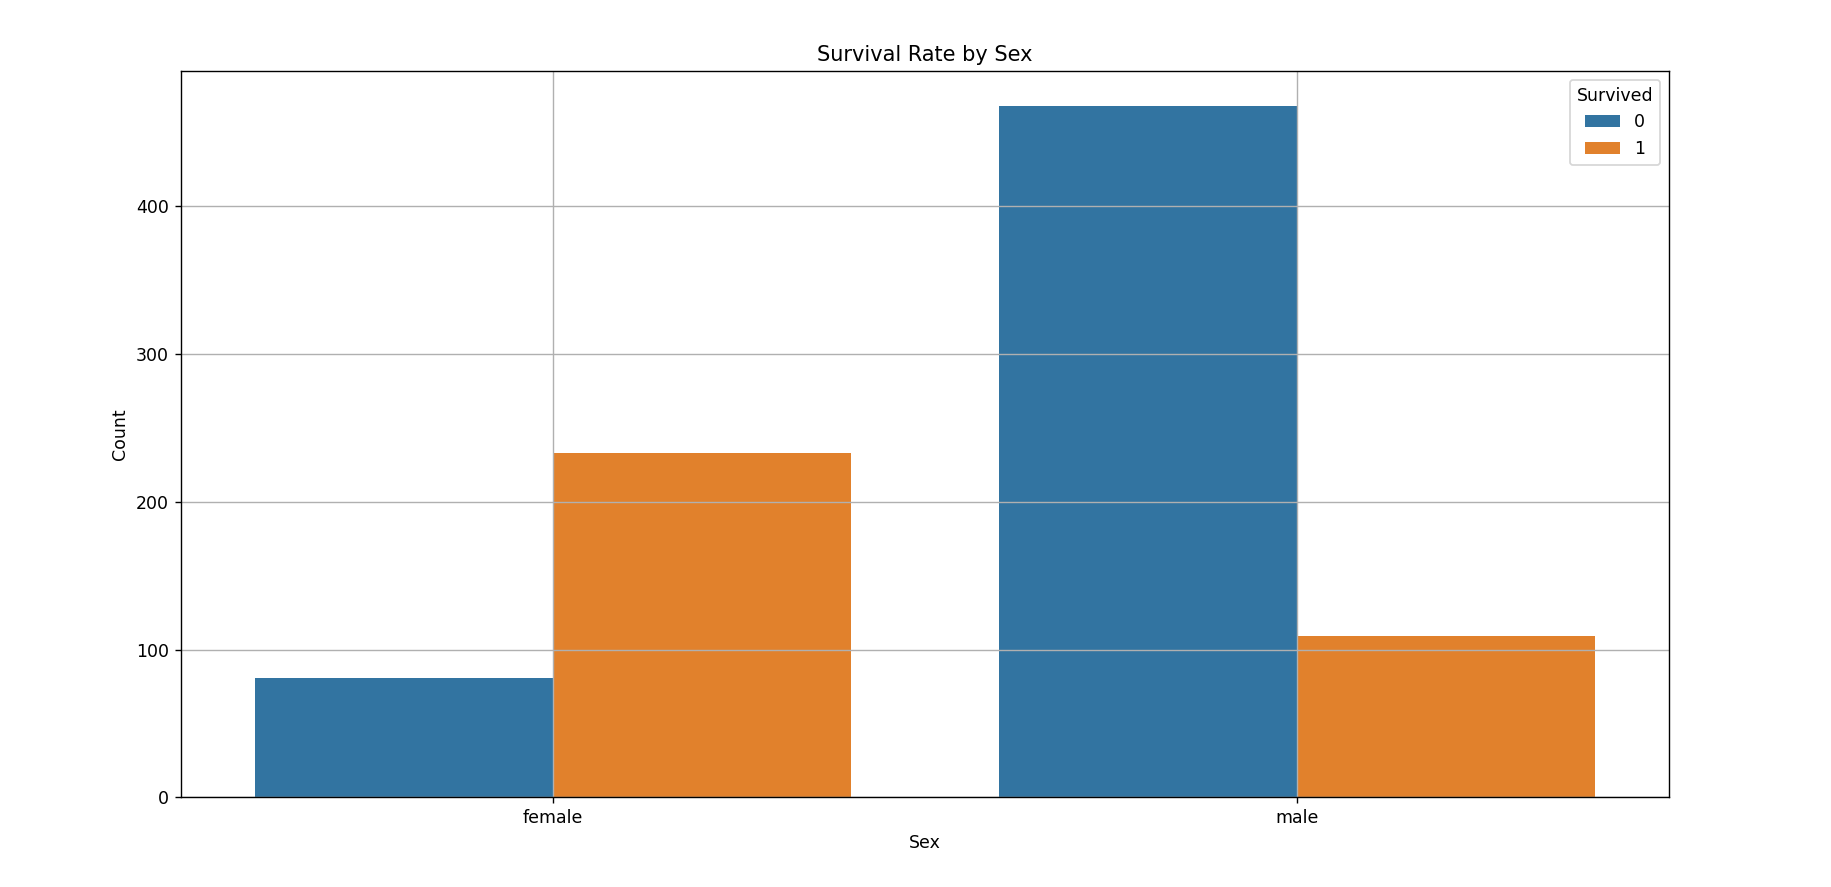 Survival Rate by Sex
Survived
0
1
400
300
200
100
0
Count
female
male
Sex